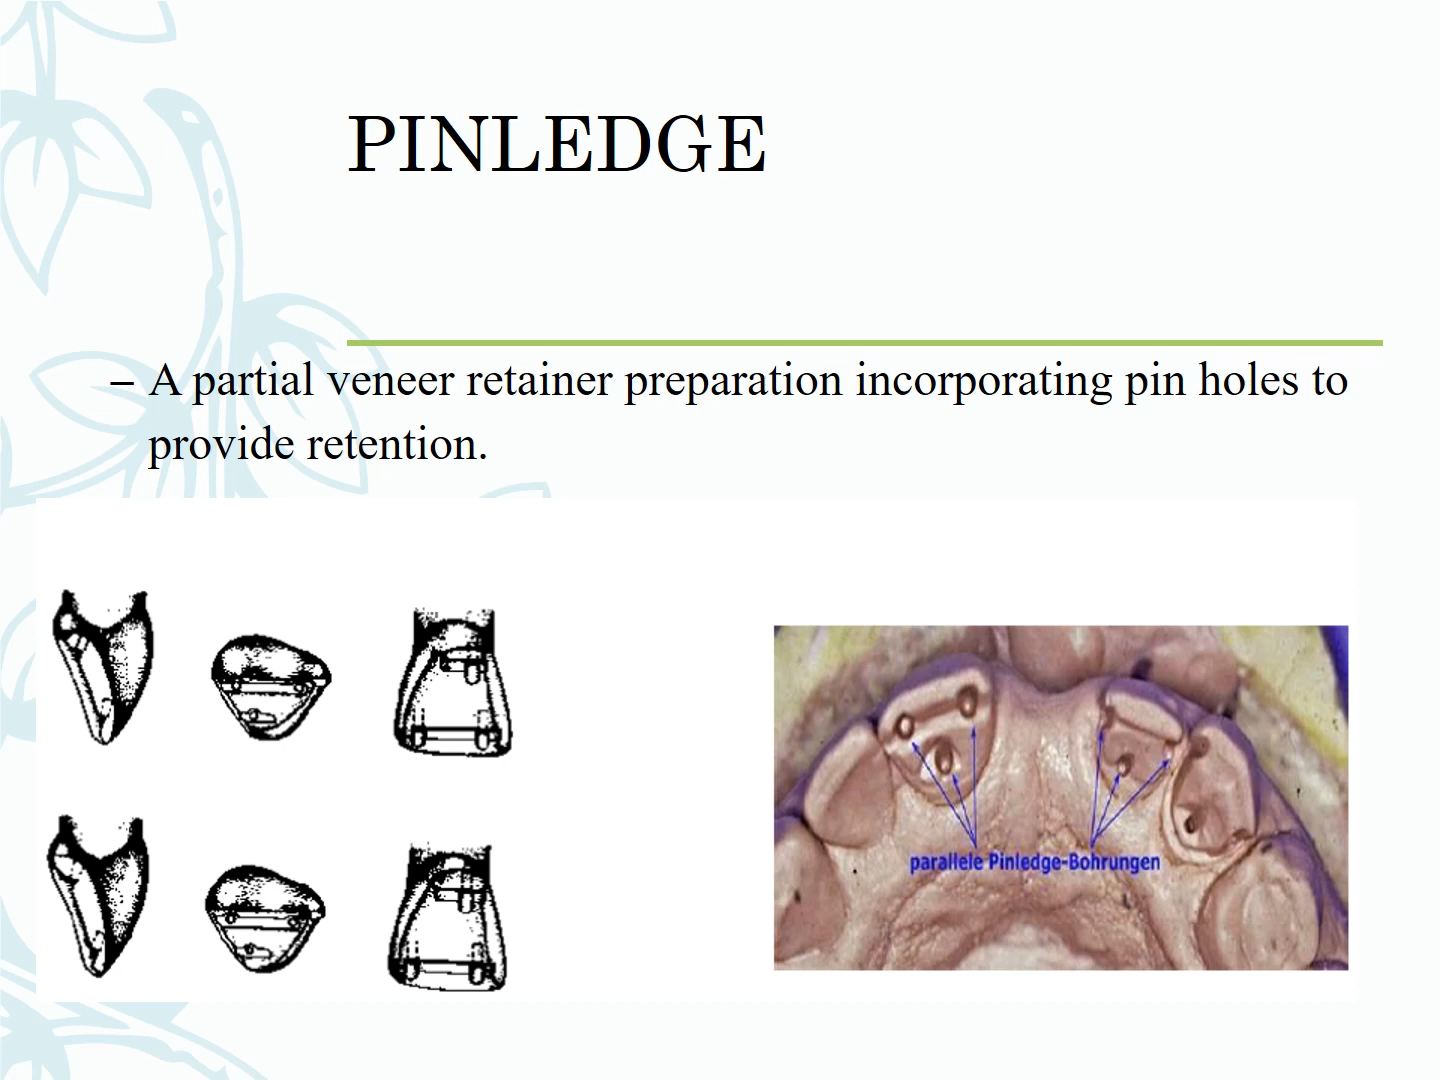 PINLEDGE
– A partial veneer retainer preparation incorporating pin holes to
provide retention.
parallele Pinledge-Bohrungen